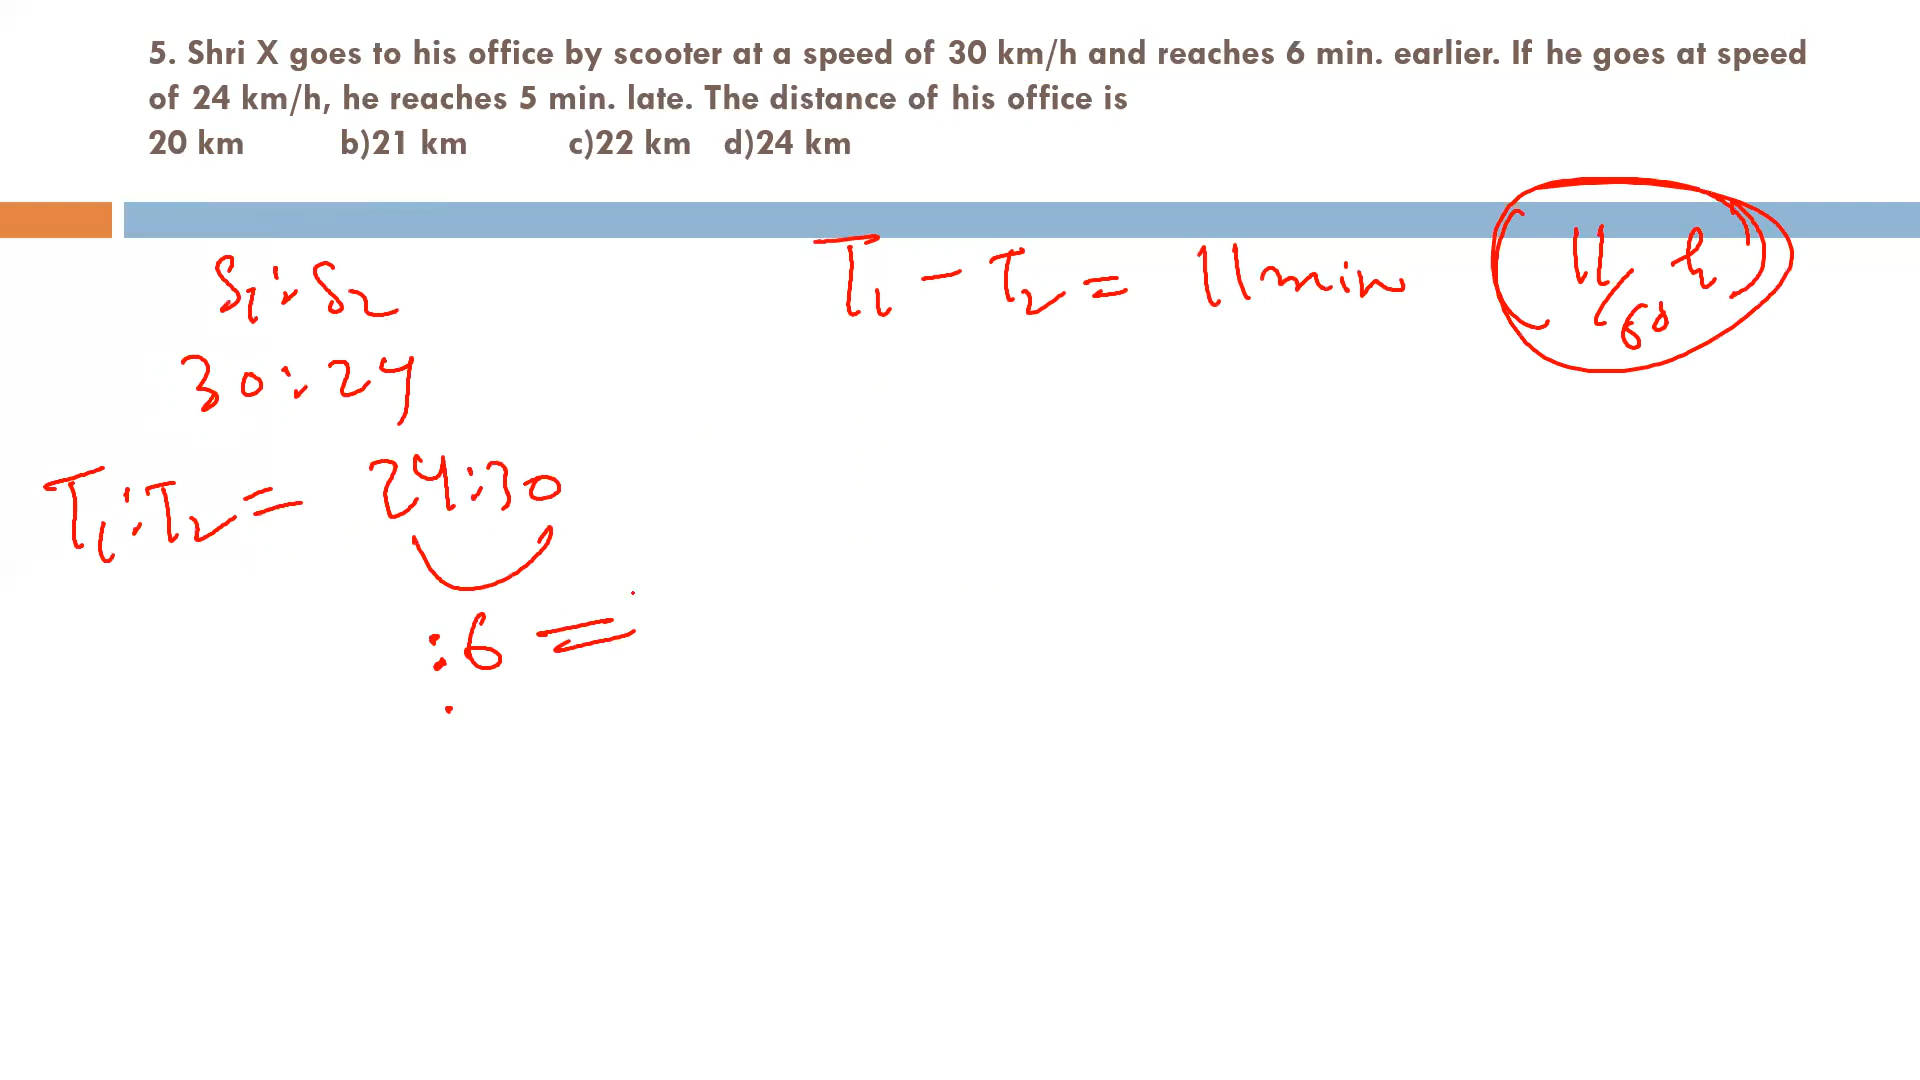 5. Shri X goes to his office by scooter at a speed of 30 km/h and reaches 6 min. earlier. If he goes at speed
of 24 km/h, he reaches 5 min. late. The distance of his office is
20 km b)21 km c)22 km d)24 km
S₁:S₂
T₁ - T₂ = 11 min
11/60 h
30:24
T₁:T₂ = 24:30
:6 =